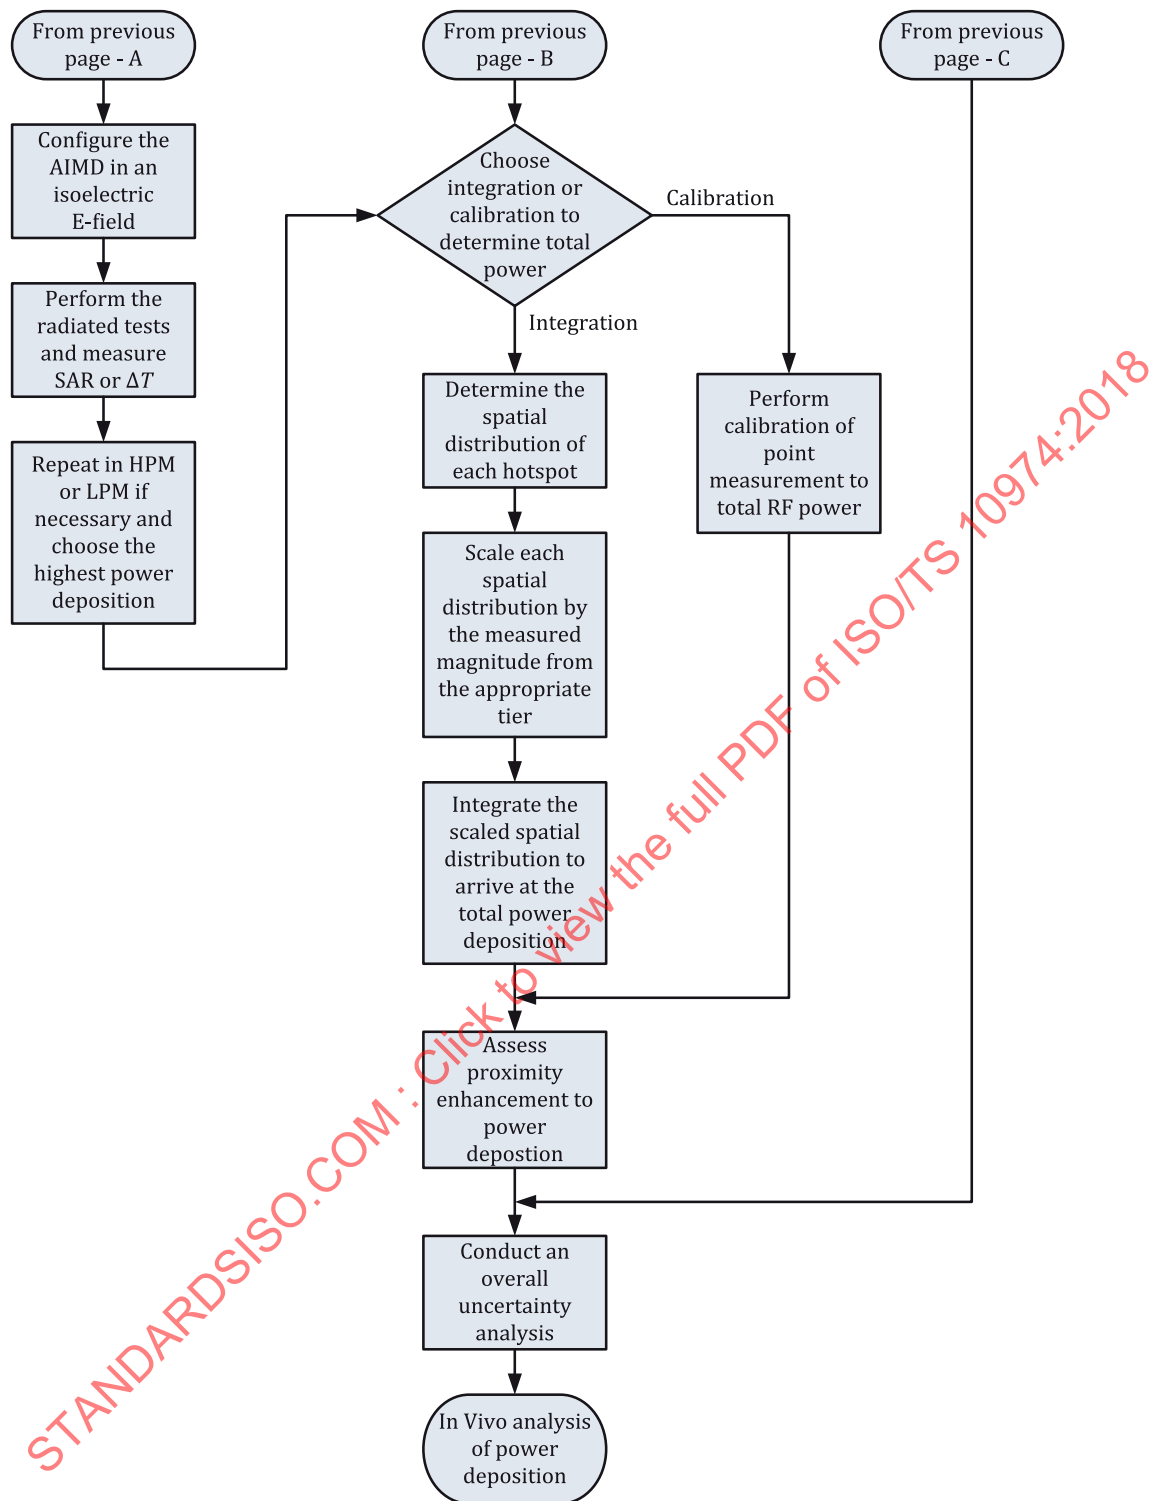 From previous
page - A
Configure the
AIMD in an
isoelectric
E-field
Perform the
radiated tests
and measure
SAR or ΔT
Repeat in HPM
or LPM if
necessary and
choose the
highest power
deposition
From previous
page - B
Choose
integration or
calibration to
determine total
power
Calibration
Integration
Determine the
spatial
distribution of
each hotspot
Scale each
spatial
distribution by
the measured
magnitude from
the appropriate
tier
Integrate the
scaled spatial
distribution to
arrive at the
total power
deposition
Perform
calibration of
point
measurement to
total RF power
Assess
proximity
enhancement to
power
depostion
From previous
page - C
Conduct an
overall
uncertainty
analysis
In Vivo analysis
of power
deposition
STANDARDSISO.COM : Click to view the full PDF of ISO/TS 10974:2018